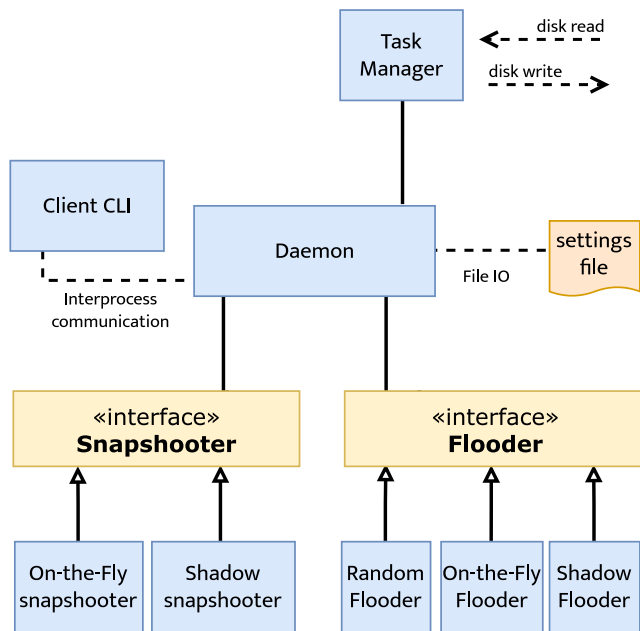 Task
Manager
disk read
disk write
Client CLI
Daemon
settings
file
File IO
Interprocess
communication
«interface»
Snapshooter
«interface»
Flooder
On-the-Fly
snapshooter
Shadow
snapshooter
Random
Flooder
On-the-Fly
Flooder
Shadow
Flooder